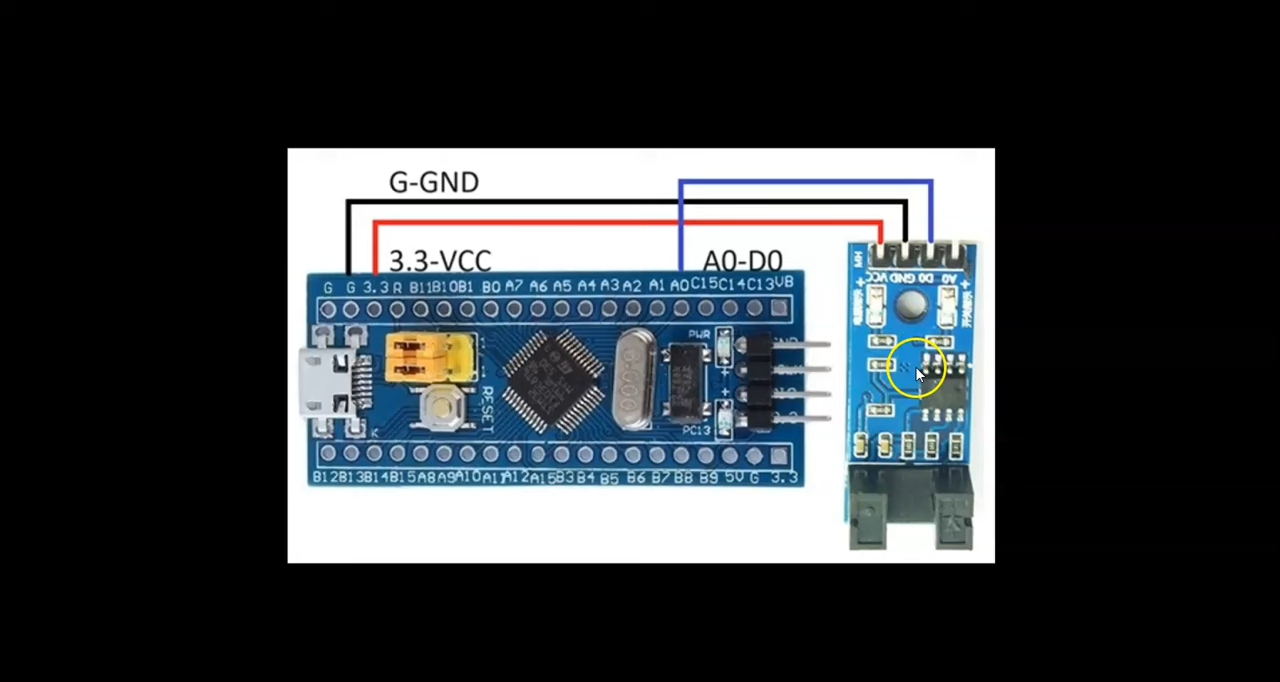 G-GND
3.3-VCC
A0-D0
G G 3.3 R B11 B10 B1 B0 A7 A6 A5 A4 A3 A2 A1 A0 C15 C14 C13 VB
PWR
RESET
PC13
B12 B13 B14 B15 A8 A9 A10 A11 A12 A15 B3 B4 B5 B6 B7 B8 B9 5V G 3.3
MH
VCC GND D0 A0
+ +